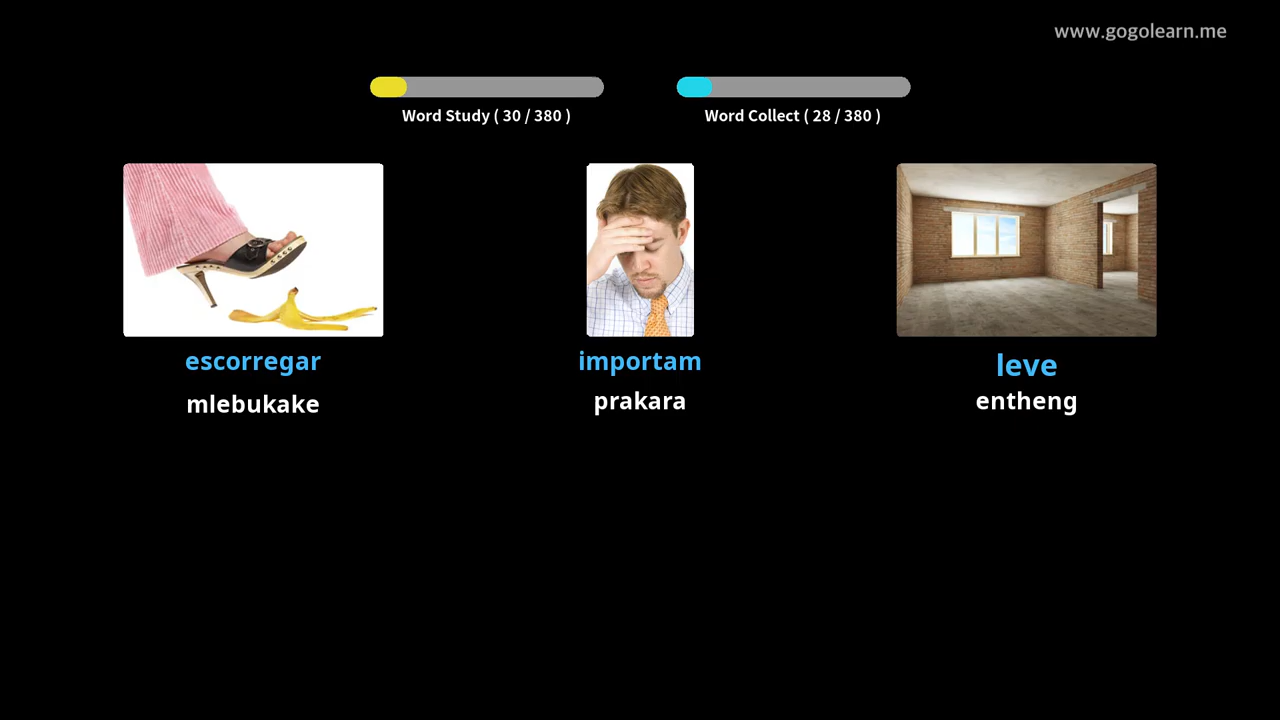 www.gogolearn.me
Word Study ( 30 / 380 )
Word Collect ( 28 / 380 )
escorregar
mlebukake
importam
prakara
leve
entheng